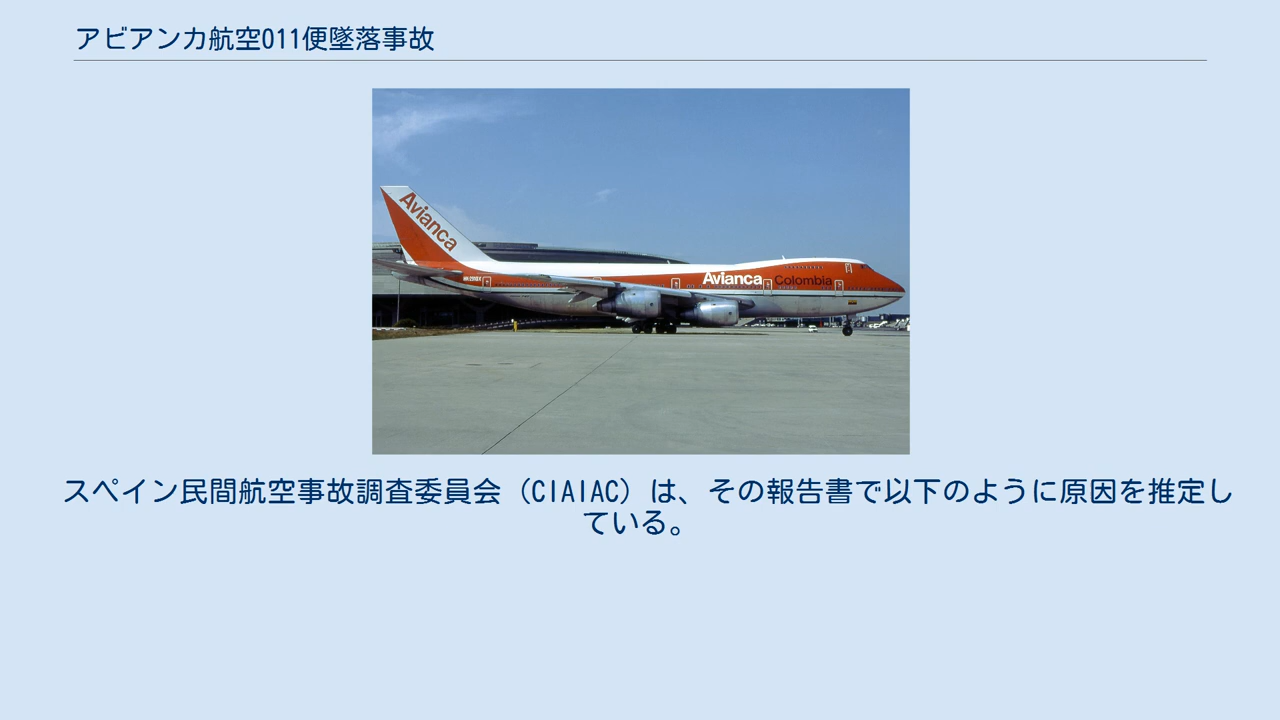 アビアンカ航空011便墜落事故
Avianca
Avianca Colombia
スペイン民間航空事故調査委員会（CIAIAC）は、その報告書で以下のように原因を推定し
ている。